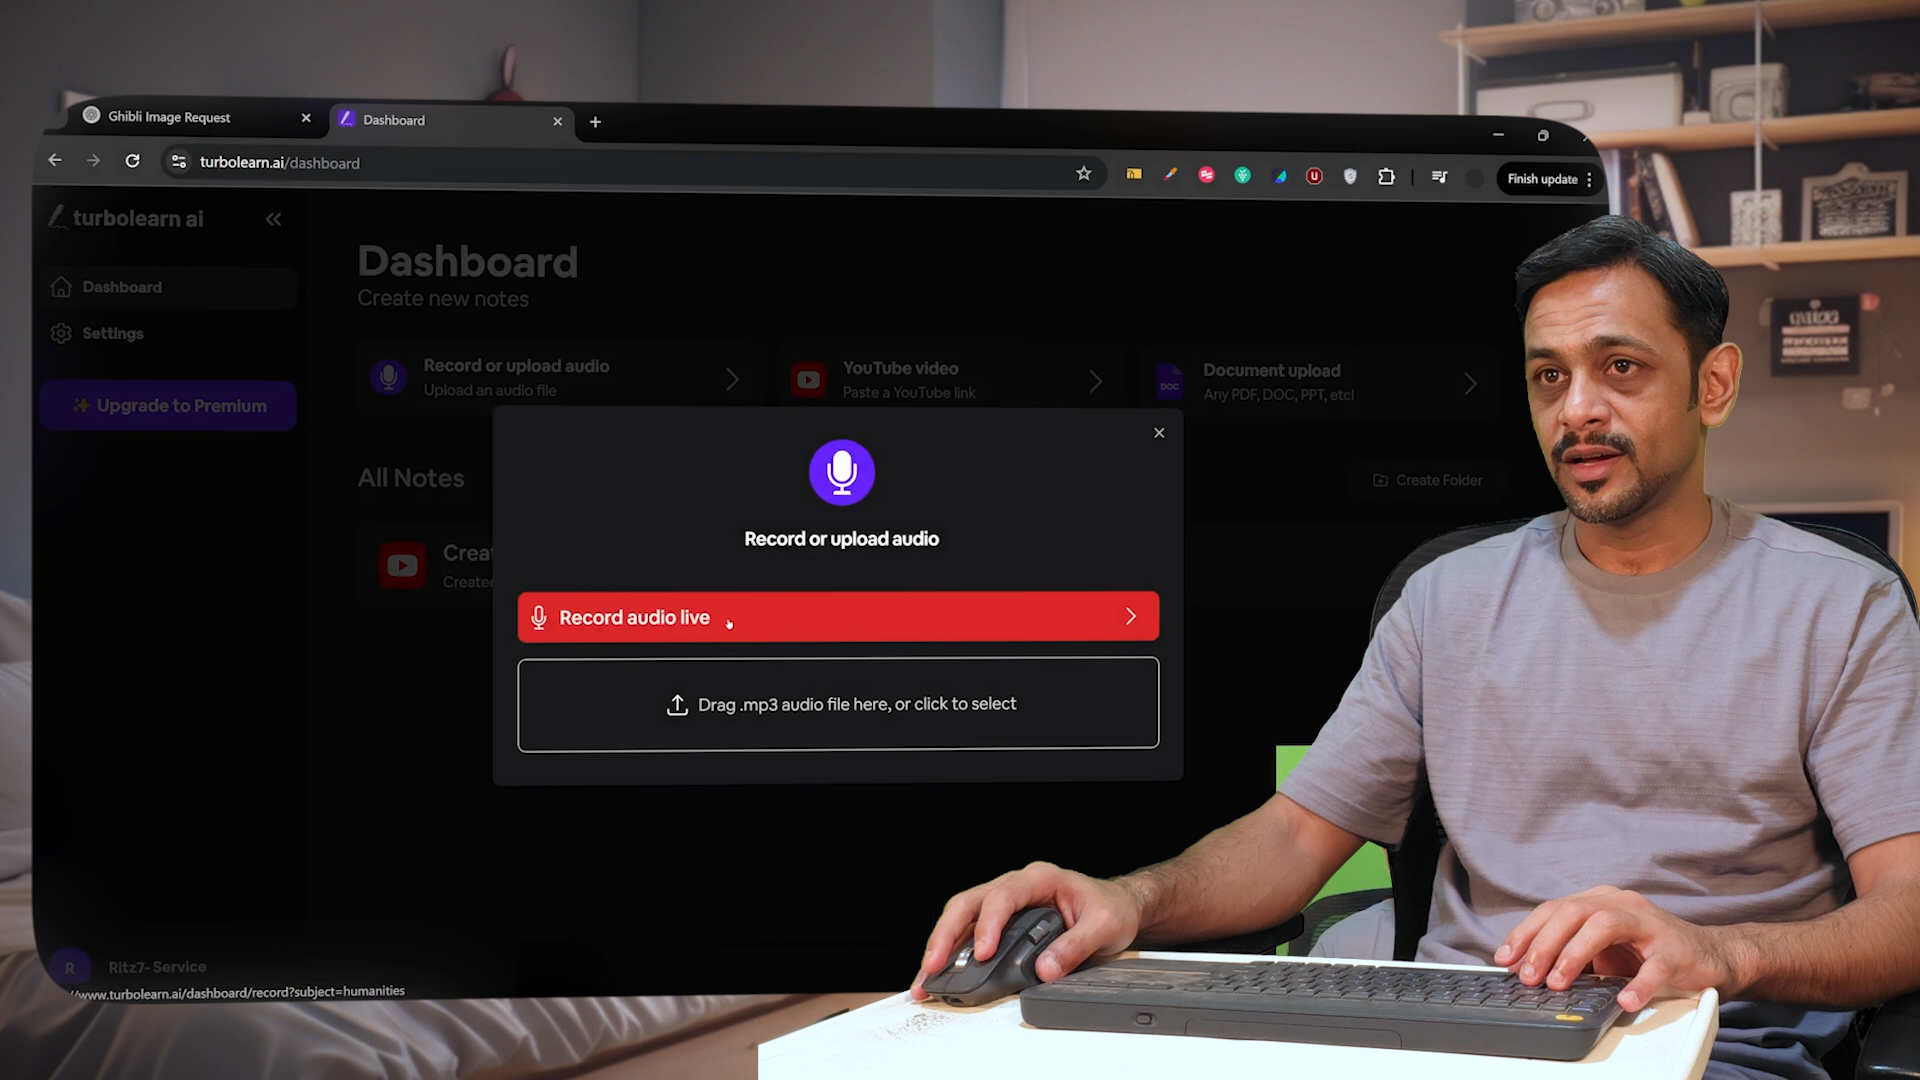 Ghibli Image Request
Dashboard
turbolearn.ai/dashboard
Finish update
turbolearn ai
Dashboard
Settings
Upgrade to Premium
Dashboard
Create new notes
Record or upload audio
Upload an audio file
YouTube video
Paste a YouTube link
DOC
Document upload
Any PDF, DOC, PPT, etc!
All Notes
Create Folder
Crea
Create
Record or upload audio
Record audio live
Drag .mp3 audio file here, or click to select
R
Ritz7- Service
//www.turbolearn.ai/dashboard/record?subject=humanities